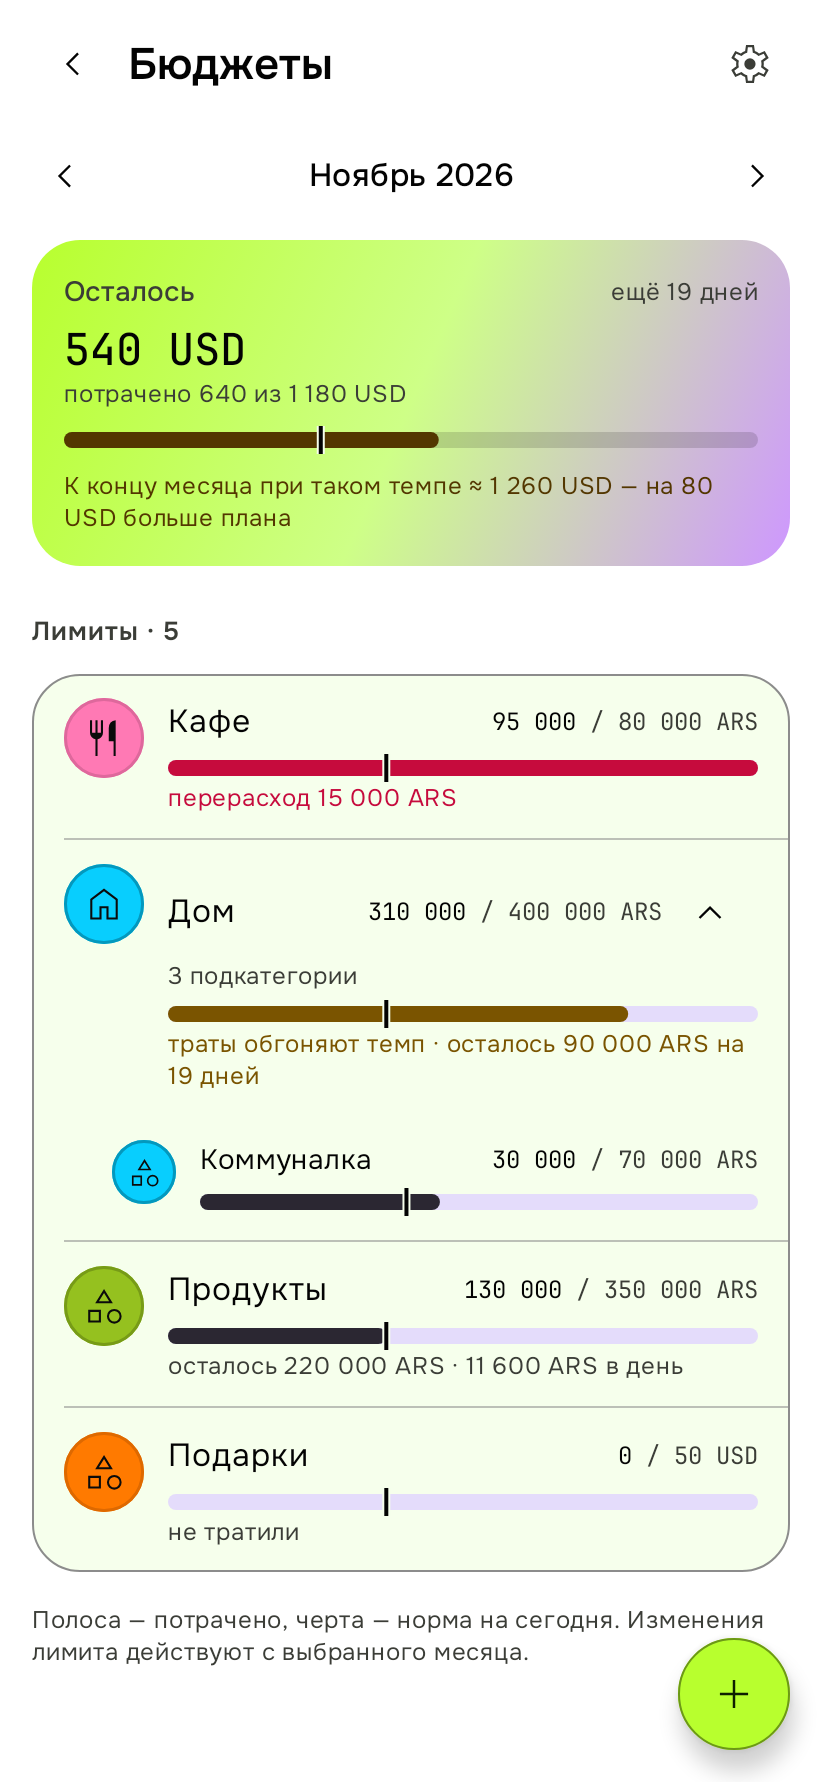 Бюджеты
Ноябрь 2026
Осталось
ещё 19 дней
540 USD
потрачено 640 из 1 180 USD
К концу месяца при таком темпе ≈ 1 260 USD — на 80
USD больше плана
Лимиты · 5
Кафе
95 000 / 80 000 ARS
перерасход 15 000 ARS
Дом
310 000 / 400 000 ARS
3 подкатегории
траты обгоняют темп · осталось 90 000 ARS на
19 дней
Коммуналка
30 000 / 70 000 ARS
Продукты
130 000 / 350 000 ARS
осталось 220 000 ARS · 11 600 ARS в день
Подарки
0 / 50 USD
не тратили
Полоса — потрачено, черта — норма на сегодня. Изменения
лимита действуют с выбранного месяца.